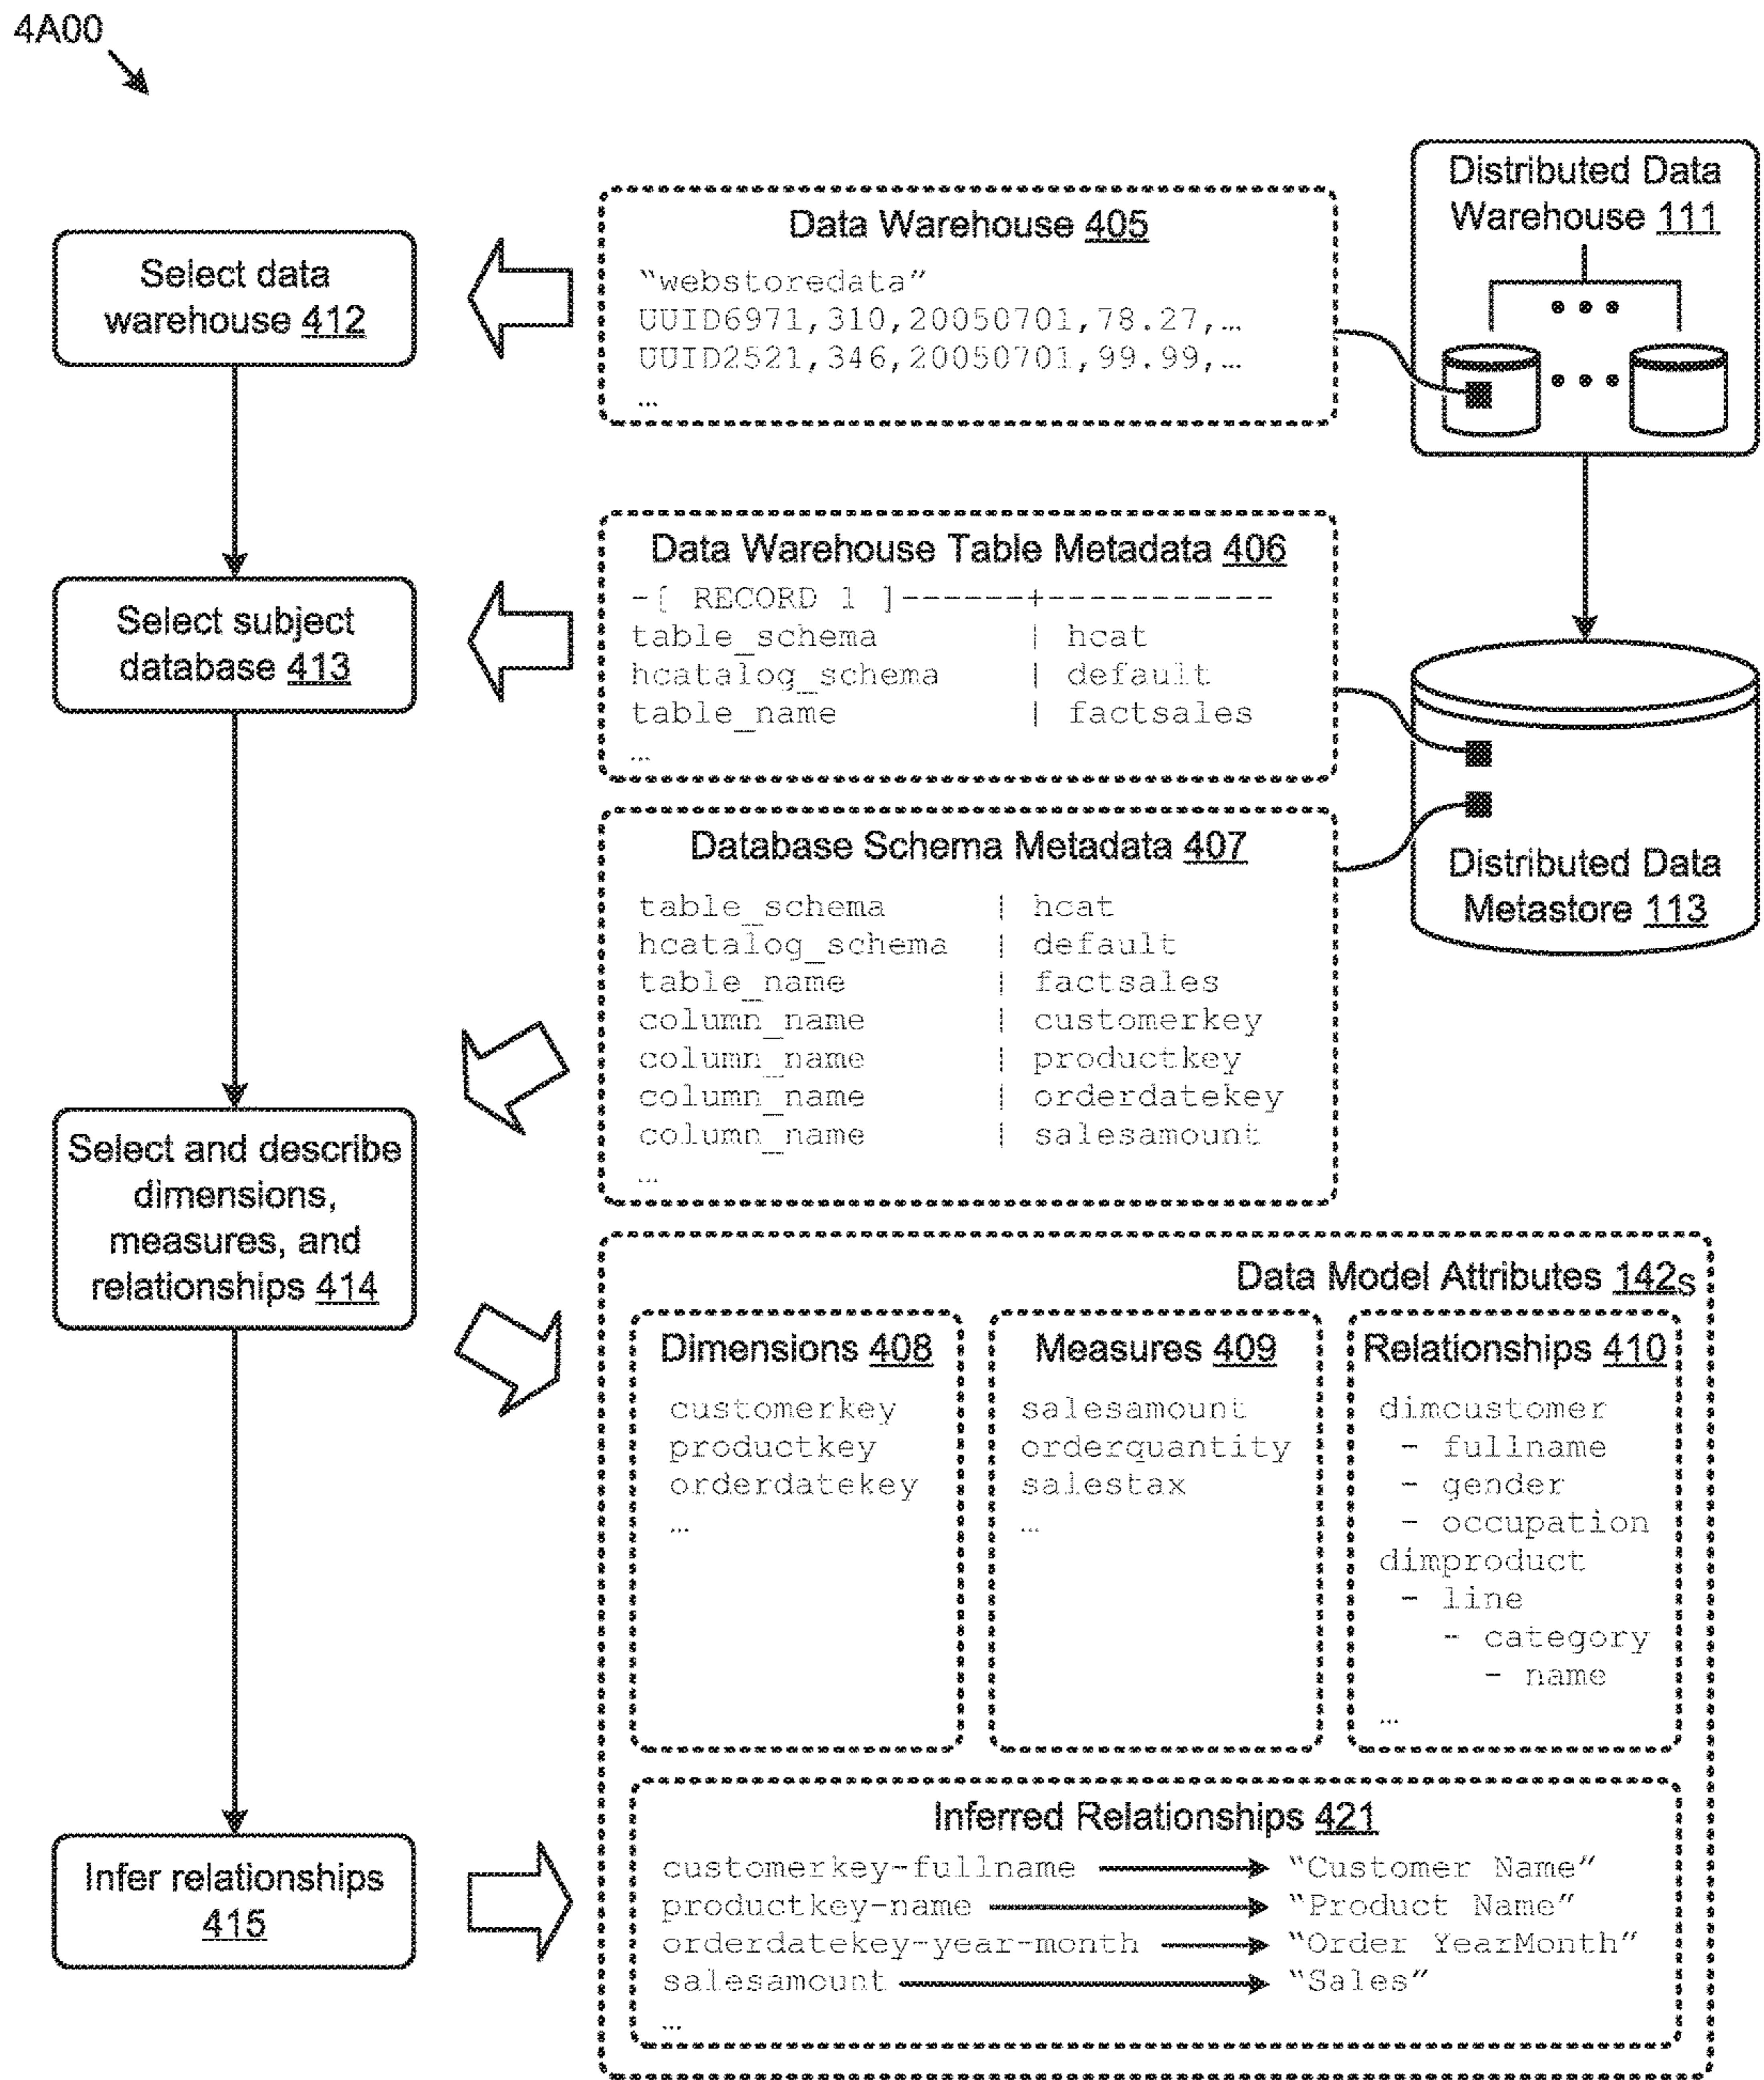 4A00
Distributed Data
Warehouse 111
Data Warehouse 405
"webstoredata"
UUID6971,310,20050701,78.27,…
UUID2521,346,20050701,99.99,…
…
Select data
warehouse 412
Data Warehouse Table Metadata 406
-[ RECORD 1 ]------+-----------
table_schema | hcat
hcatalog_schema | default
table_name | factsales
…
Select subject
database 413
Database Schema Metadata 407
table_schema | hcat
hcatalog_schema | default
table_name | factsales
column_name | customerkey
column_name | productkey
column_name | orderdatekey
column_name | salesamount
…
Distributed Data
Metastore 113
Select and describe
dimensions,
measures, and
relationships 414
Data Model Attributes 142S
Dimensions 408
customerkey
productkey
orderdatekey
…
Measures 409
salesamount
orderquantity
salestax
…
Relationships 410
dimcustomer
- fullname
- gender
- occupation
dimproduct
- line
- category
- name
…
Infer relationships
415
Inferred Relationships 421
customerkey-fullname → "Customer Name"
productkey-name → "Product Name"
orderdatekey-year-month → "Order YearMonth"
salesamount → "Sales"
…